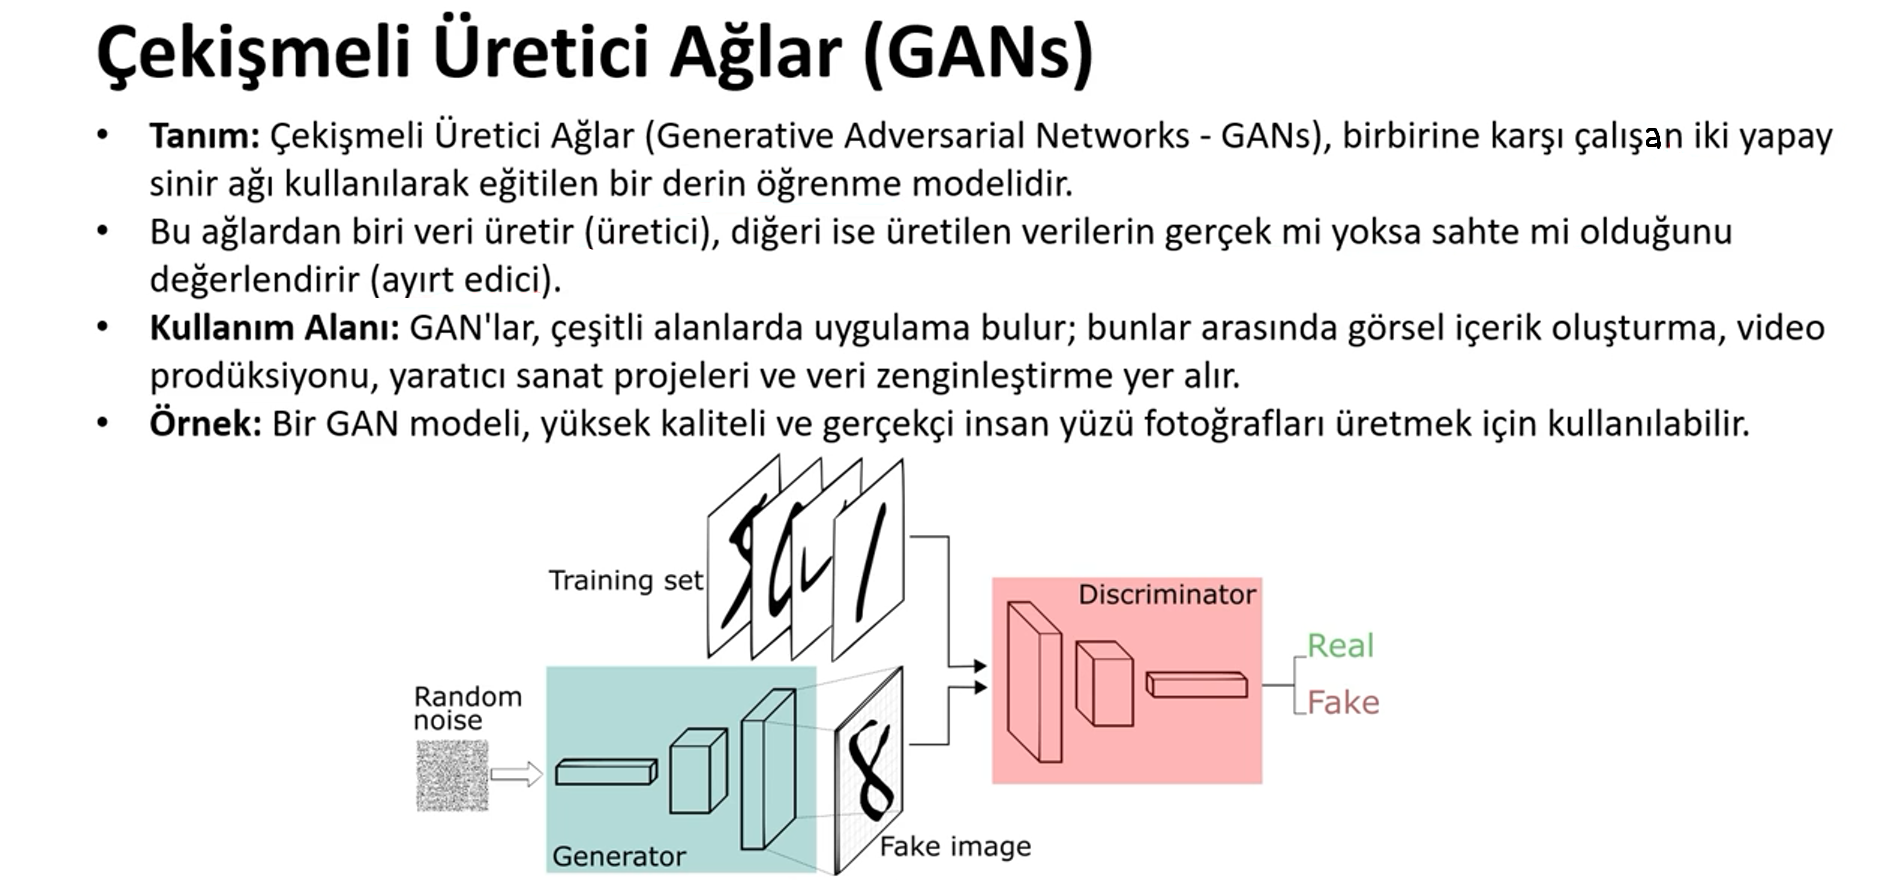 Çekişmeli Üretici Ağlar (GANs)
• Tanım: Çekişmeli Üretici Ağlar (Generative Adversarial Networks - GANs), birbirine karşı çalışan iki yapay
sinir ağı kullanılarak eğitilen bir derin öğrenme modelidir.
• Bu ağlardan biri veri üretir (üretici), diğeri ise üretilen verilerin gerçek mi yoksa sahte mi olduğunu
değerlendirir (ayırt edici).
• Kullanım Alanı: GAN'lar, çeşitli alanlarda uygulama bulur; bunlar arasında görsel içerik oluşturma, video
prodüksiyonu, yaratıcı sanat projeleri ve veri zenginleştirme yer alır.
• Örnek: Bir GAN modeli, yüksek kaliteli ve gerçekçi insan yüzü fotoğrafları üretmek için kullanılabilir.
Training set
Discriminator
Real
Fake
Random
noise
8
Generator
Fake image